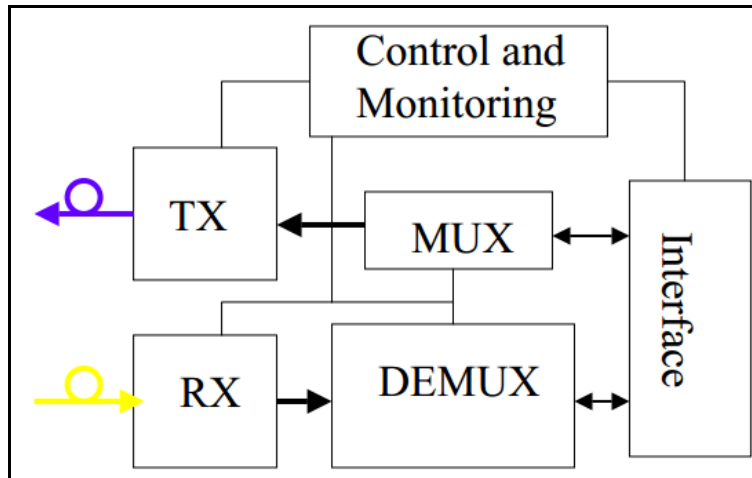 Control and
Monitoring
TX
MUX
Interface
RX
DEMUX